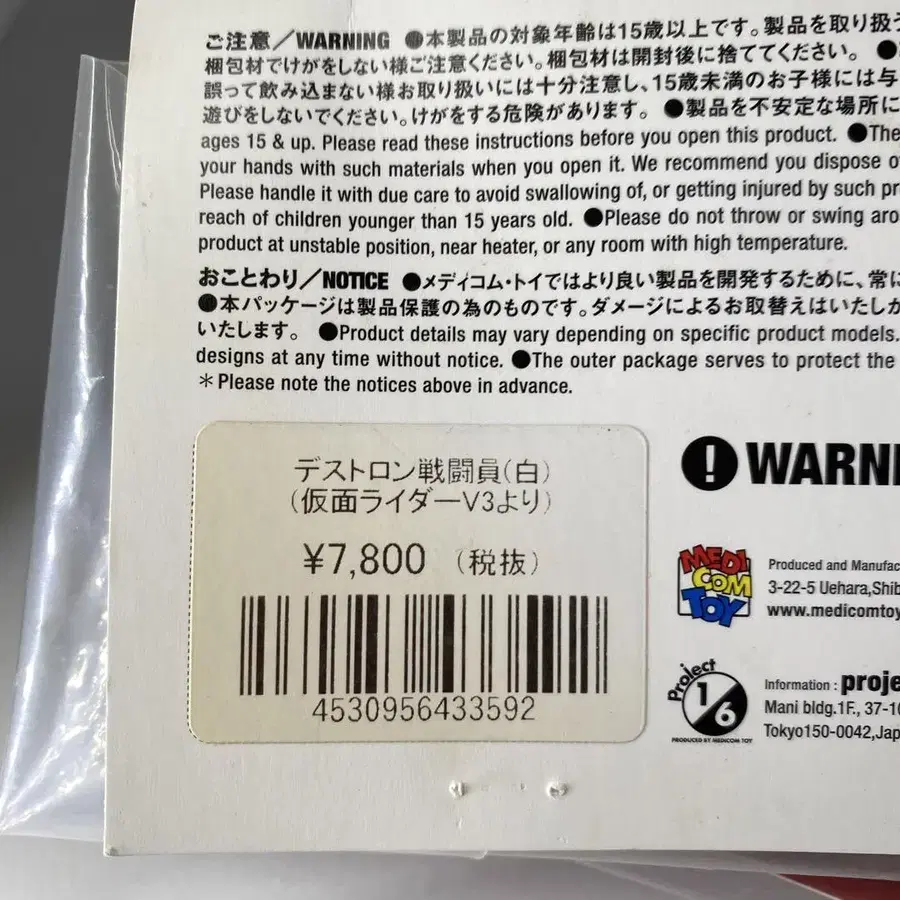 ご注意/WARNING ●本製品の対象年齢は15歳以上です。製品を取り扱
梱包材でけがをしない様ご注意ください。梱包材は開封後に捨ててください。 ●
誤って飲み込まない様お取り扱いには十分注意し、15歳未満のお子様には与
遊びをしないでください。けがをする危険があります。 ●製品を不安定な場所に
ages 15 & up. Please read these instructions before you open this product. ●The
your hands with such materials when you open it. We recommend you dispose o
Please handle it with due care to avoid swallowing of, or getting injured by such pr
reach of children younger than 15 years old. ●Please do not throw or swing aro
product at unstable position, near heater, or any room with high temperature.
おことわり/NOTICE ●メディコム・トイではより良い製品を開発するために、常に
●本パッケージは製品保護の為のものです。ダメージによるお取替えはいたしか
いたします。 ●Product details may vary depending on specific product models.
designs at any time without notice. ●The outer package serves to protect the
＊Please note the notices above in advance.
デストロン戦闘員(白)
(仮面ライダーV3より)
¥7,800 (税抜)
4530956433592
! WARNI
MEDI
COM
TOY
Produced and Manufac
3-22-5 Uehara,Shib
www.medicomtoy
Project
1/6
PRODUCED BY MEDICOM TOY
Information : proje
Mani bldg.1F., 37-10
Tokyo150-0042,Jap